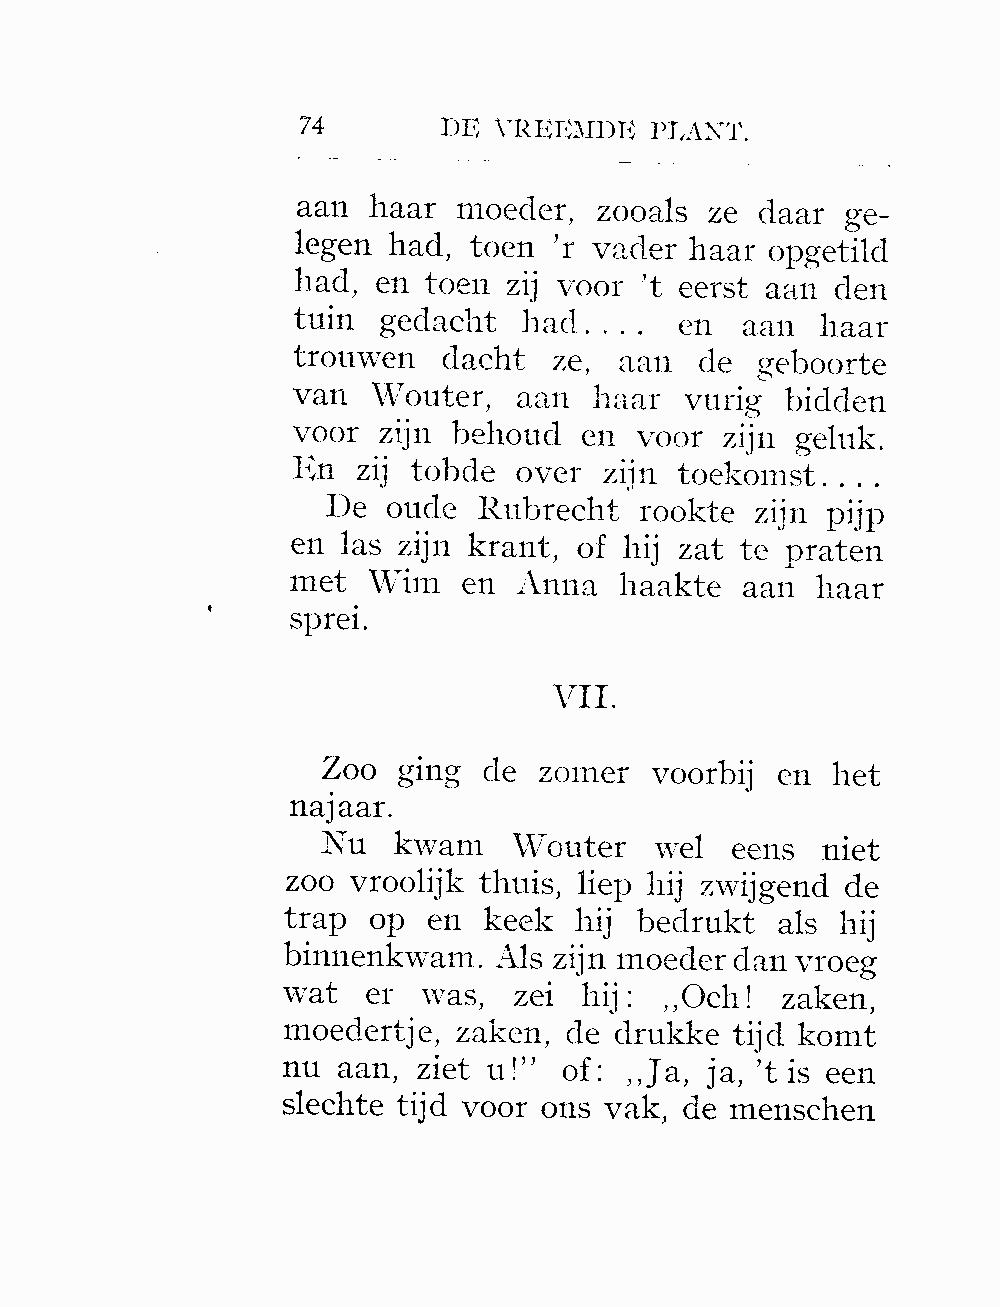 74 DE VREEMDE PLANT.
aan haar moeder, zooals ze daar ge-
legen had, toen 'r vader haar opgetild
had, en toen zij voor 't eerst aan den
tuin gedacht had.... en aan haar
trouwen dacht ze, aan de geboorte
van Wouter, aan haar vurig bidden
voor zijn behoud en voor zijn geluk.
En zij tobde over zijn toekomst....
De oude Rubrecht rookte zijn pijp
en las zijn krant, of hij zat te praten
met Wim en Anna haakte aan haar
sprei.
VII.
Zoo ging de zomer voorbij en het
najaar.
Nu kwam Wouter wel eens niet
zoo vroolijk thuis, liep hij zwijgend de
trap op en keek hij bedrukt als hij
binnenkwam. Als zijn moeder dan vroeg
wat er was, zei hij: ,,Och! zaken,
moedertje, zaken, de drukke tijd komt
nu aan, ziet u!" of: ,,Ja, ja, 't is een
slechte tijd voor ons vak, de menschen